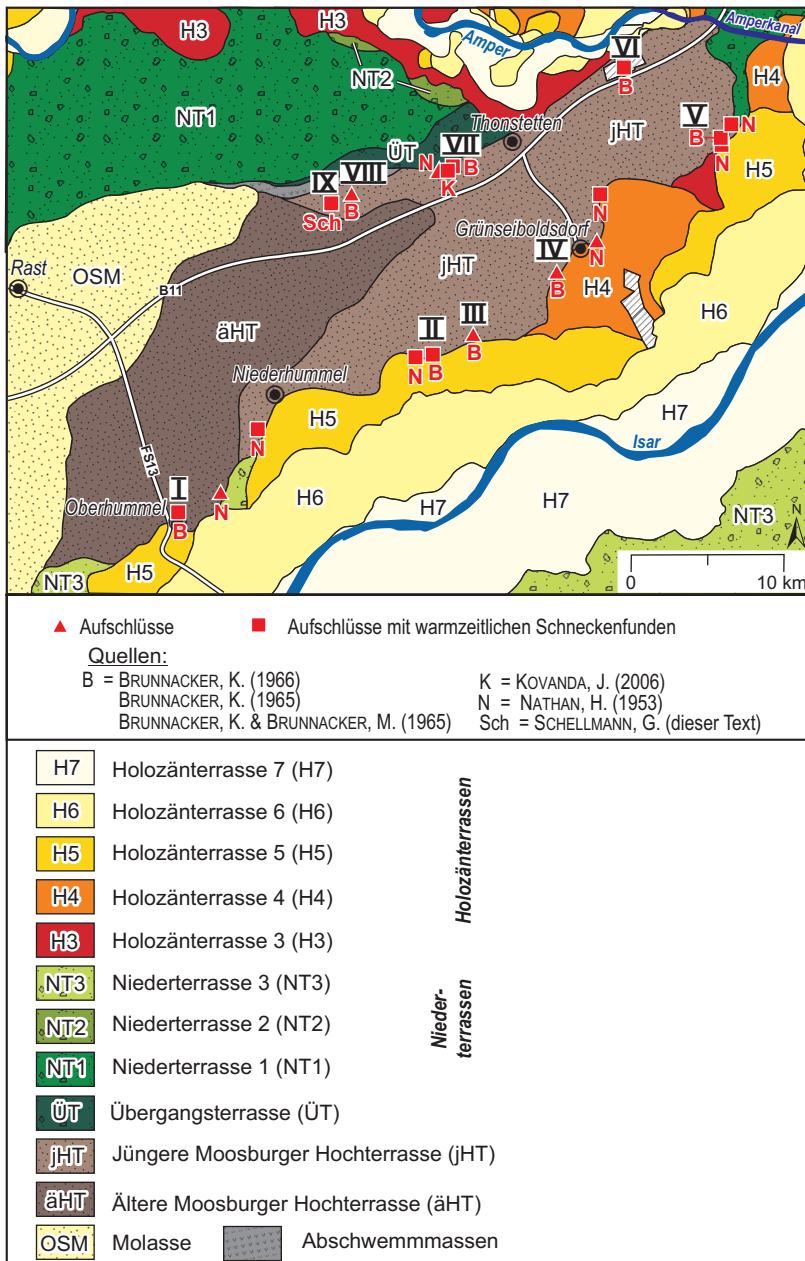 H3
H3
Amper
Amperkanal
VI
B
H4
NT2
NT1
Thonstetten
jHT
V
B
N
N
H5
ÜT
VII
N
B
K
IX
VIII
Sch
B
N
Grünseiboldsdorf
IV
N
B
H4
Rast
OSM
B11
jHT
äHT
III
II
B
N
B
H6
Niederhummel
H5
N
H7
Isar
FS13
I
Oberhummel
B
N
H6
H7
H7
NT3
N
NT3
H5
0
10 km
Aufschlüsse
Aufschlüsse mit warmzeitlichen Schneckenfunden
Quellen:
B = BRUNNACKER, K. (1966)
BRUNNACKER, K. (1965)
BRUNNACKER, K. & BRUNNACKER, M. (1965)
K = KOVANDA, J. (2006)
N = NATHAN, H. (1953)
Sch = SCHELLMANN, G. (dieser Text)
H7 Holozänterrasse 7 (H7)
H6 Holozänterrasse 6 (H6)
H5 Holozänterrasse 5 (H5)
H4 Holozänterrasse 4 (H4)
H3 Holozänterrasse 3 (H3)
Holozänterrassen
NT3 Niederterrasse 3 (NT3)
NT2 Niederterrasse 2 (NT2)
NT1 Niederterrasse 1 (NT1)
Nieder-
terrassen
ÜT Übergangsterrasse (ÜT)
jHT Jüngere Moosburger Hochterrasse (jHT)
äHT Ältere Moosburger Hochterrasse (äHT)
OSM Molasse
Abschwemmmassen